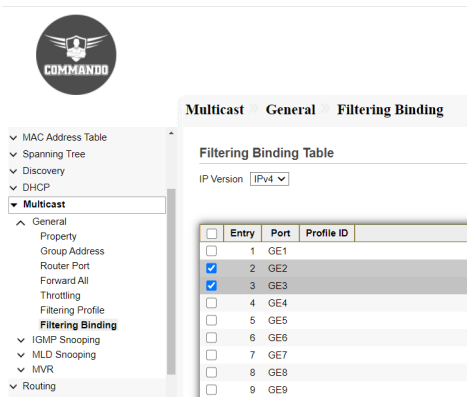 COMMANDO
Multicast » General » Filtering Binding
MAC Address Table
Spanning Tree
Discovery
DHCP
Multicast
General
Property
Group Address
Router Port
Forward All
Throttling
Filtering Profile
Filtering Binding
IGMP Snooping
MLD Snooping
MVR
Routing
Filtering Binding Table
IP Version IPv4
Entry Port Profile ID
1 GE1
2 GE2
3 GE3
4 GE4
5 GE5
6 GE6
7 GE7
8 GE8
9 GE9